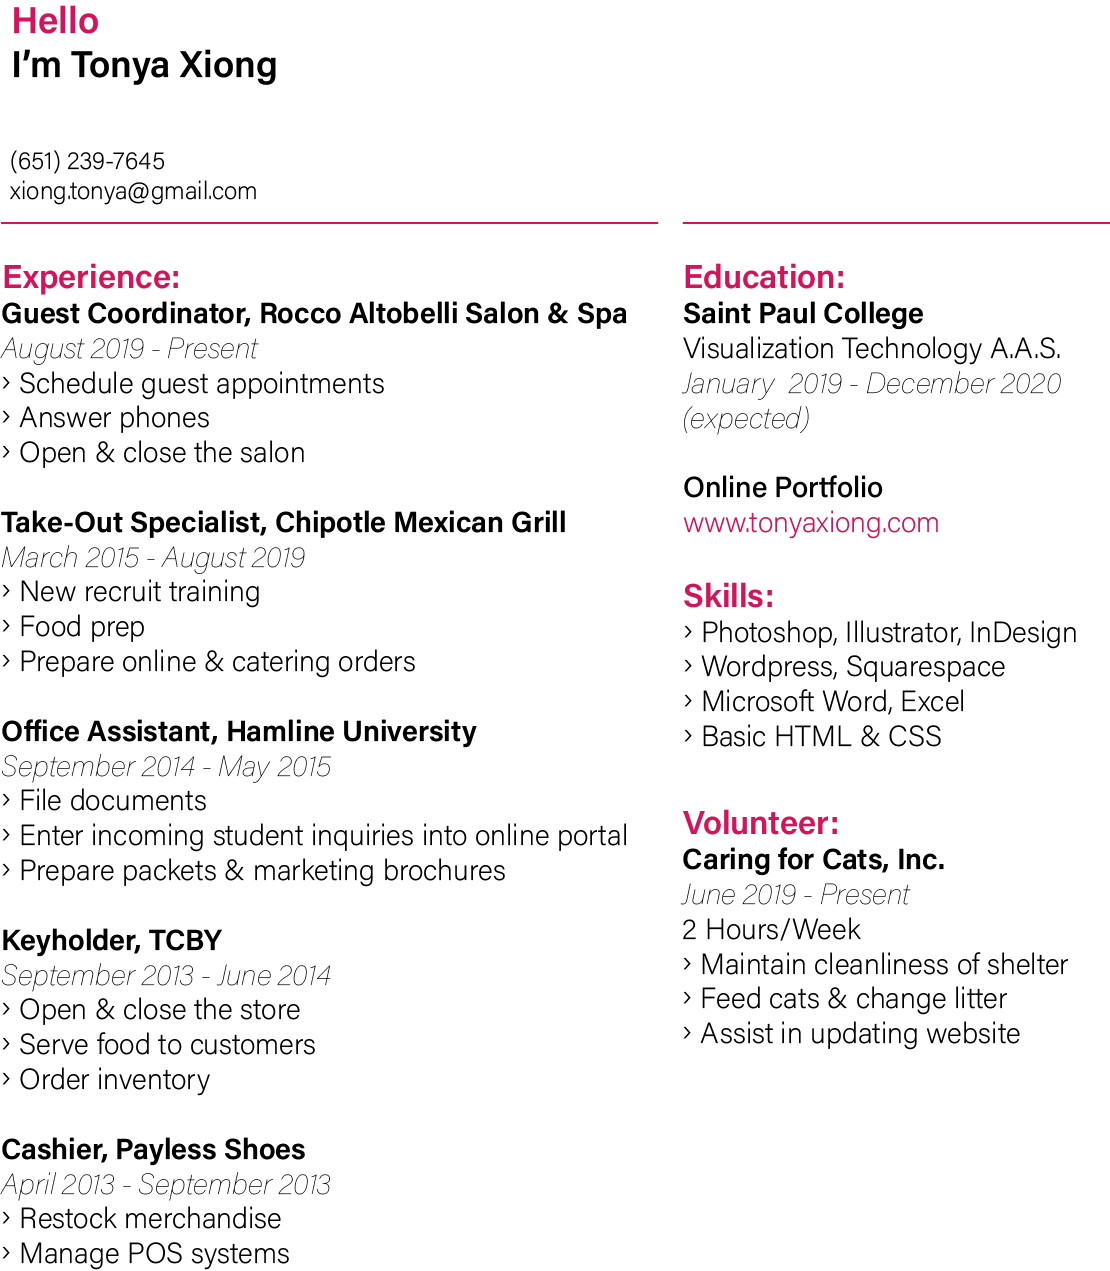 Hello
I'm Tonya Xiong
(651) 239-7645
xiong.tonya@gmail.com
Experience:
Guest Coordinator, Rocco Altobelli Salon & Spa
August 2019 - Present
› Schedule guest appointments
› Answer phones
› Open & close the salon
Take-Out Specialist, Chipotle Mexican Grill
March 2015 - August 2019
› New recruit training
› Food prep
› Prepare online & catering orders
Office Assistant, Hamline University
September 2014 - May 2015
› File documents
› Enter incoming student inquiries into online portal
› Prepare packets & marketing brochures
Keyholder, TCBY
September 2013 - June 2014
› Open & close the store
› Serve food to customers
› Order inventory
Cashier, Payless Shoes
April 2013 - September 2013
› Restock merchandise
› Manage POS systems
Education:
Saint Paul College
Visualization Technology A.A.S.
January 2019 - December 2020
(expected)
Online Portfolio
www.tonyaxiong.com
Skills:
› Photoshop, Illustrator, InDesign
› Wordpress, Squarespace
› Microsoft Word, Excel
› Basic HTML & CSS
Volunteer:
Caring for Cats, Inc.
June 2019 - Present
2 Hours/Week
› Maintain cleanliness of shelter
› Feed cats & change litter
› Assist in updating website